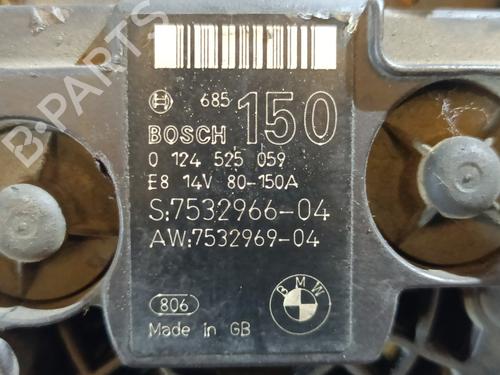 685 150
BOSCH
0 124 525 059
E8 14V 80-150A
S:7532966-04
AW:7532969-04
806
BMW
Made in GB
B-PARTS